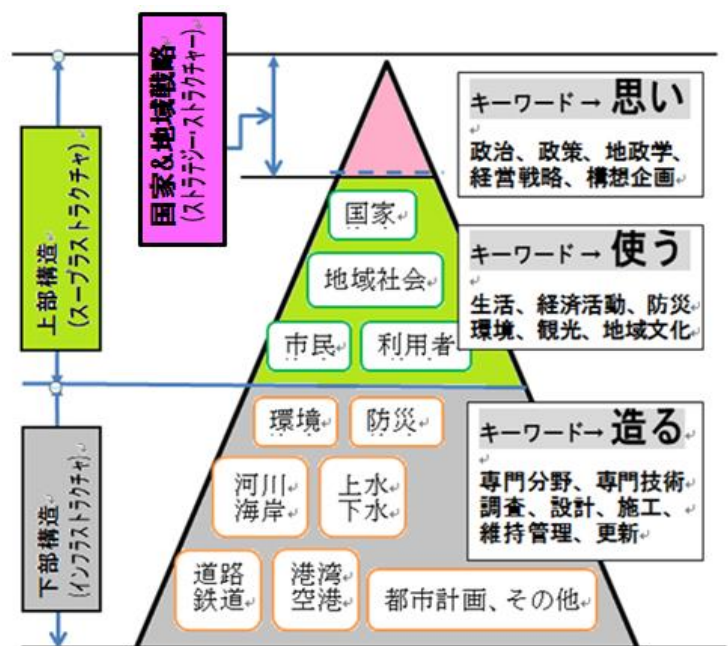 国家&地域戦略
(ストラテジー・ストラクチャー)
上部構造
(スープラストラクチャ)
下部構造
(インフラストラクチャ)
国家
地域社会
市民
利用者
環境
防災
河川
海岸
上水
下水
道路
鉄道
港湾
空港
都市計画、その他
キーワード → 思い
政治、政策、地政学、
経営戦略、構想企画
キーワード → 使う
生活、経済活動、防災
環境、観光、地域文化
キーワード→ 造る
専門分野、専門技術
調査、設計、施工、
維持管理、更新